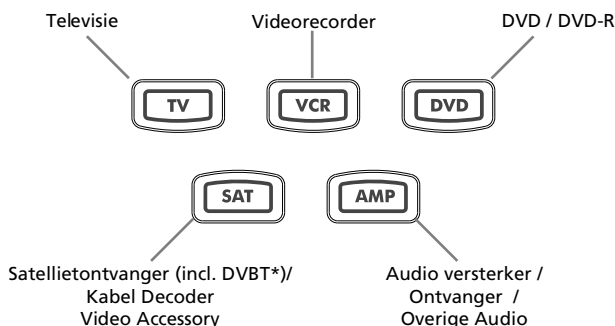 Televisie
Videorecorder
DVD / DVD-R
TV
VCR
DVD
SAT
AMP
Satellietontvanger (incl. DVBT*)/
Kabel Decoder
Video Accessory
Audio versterker /
Ontvanger /
Overige Audio